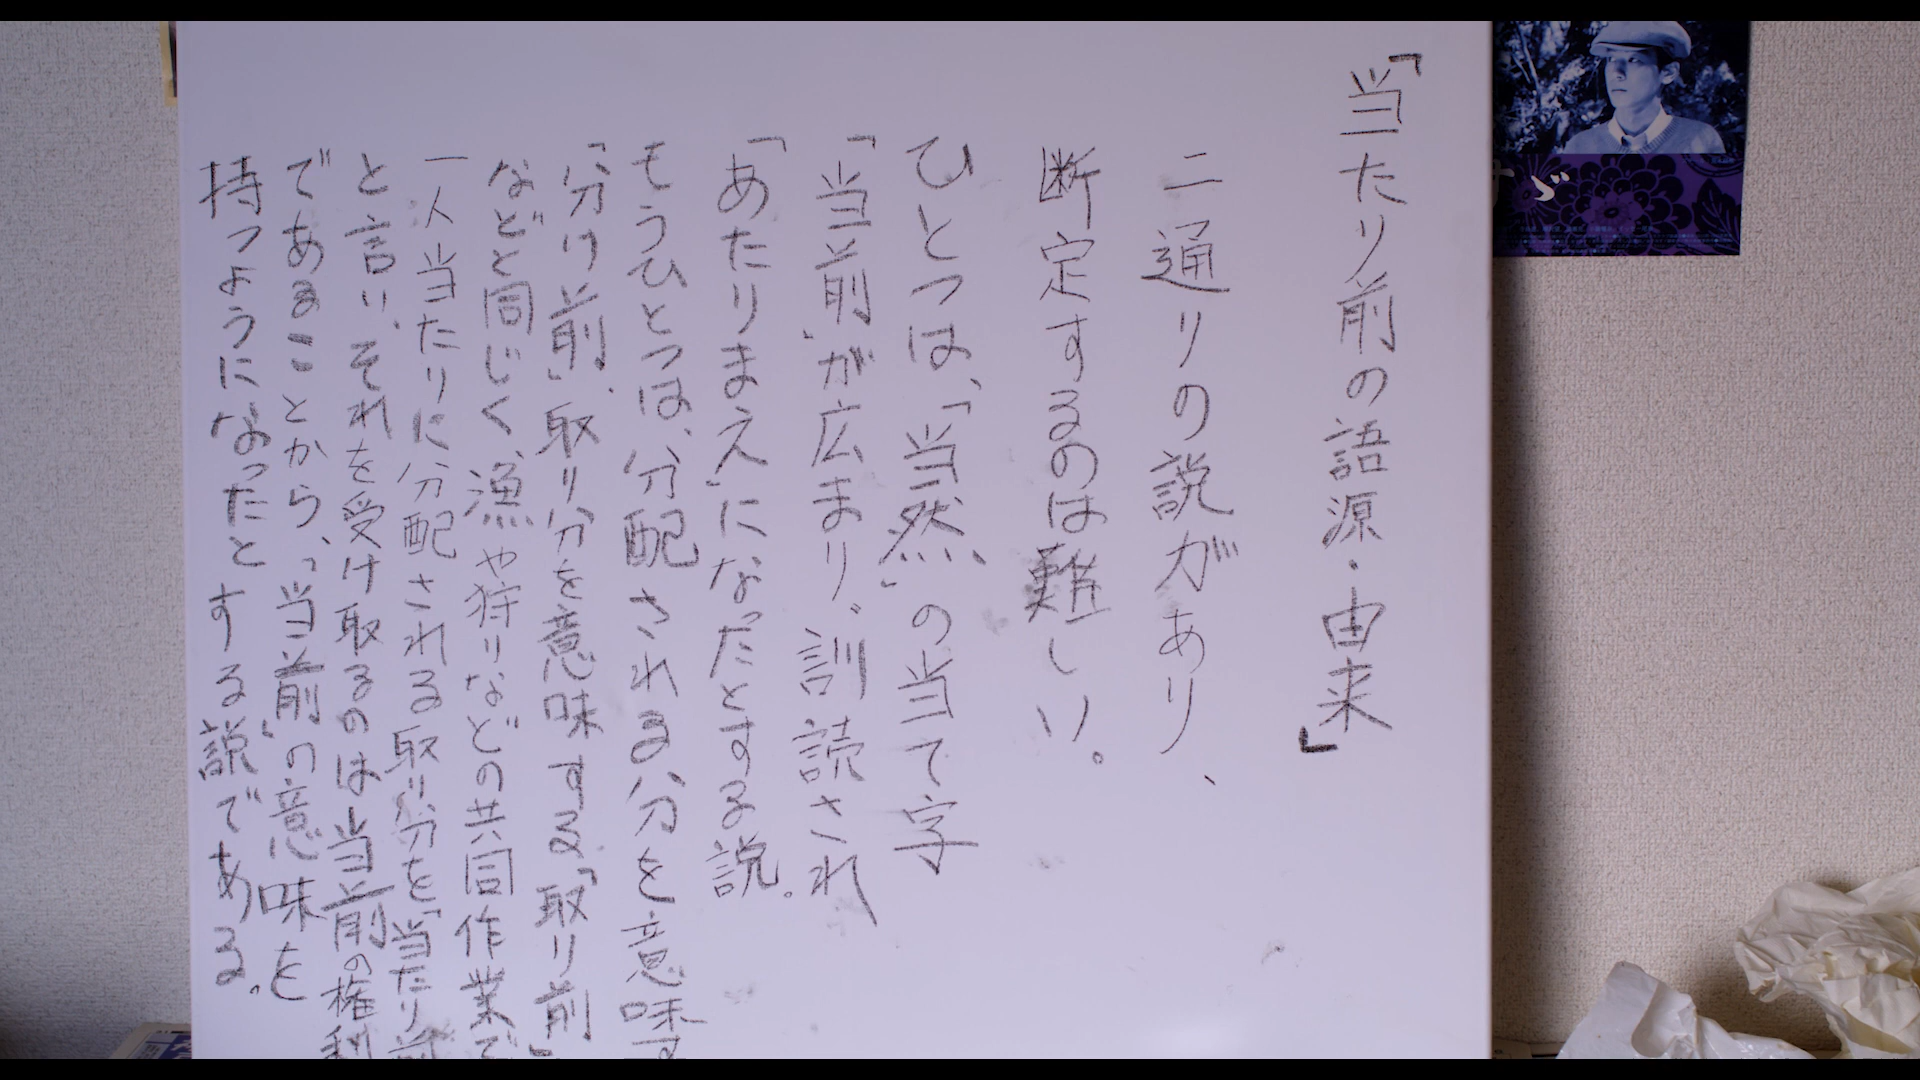 「当たり前の語源・由来」
二通りの説があり、
断定するのは難しい。
ひとつは、「当然」の当て字
「当前」が広まり、訓読され
「あたりまえ」になったとする説。
もうひとつは、分配される分を意味す
「分け前」、取り分を意味する「取り前」
などと同じく、漁や狩りなどの共同作業で
一人当たりに分配される取り分を「当たり前
と言い、それを受け取るのは当前の権利
であることから、「当前」の意味を
持つようになったとする説である。
けど